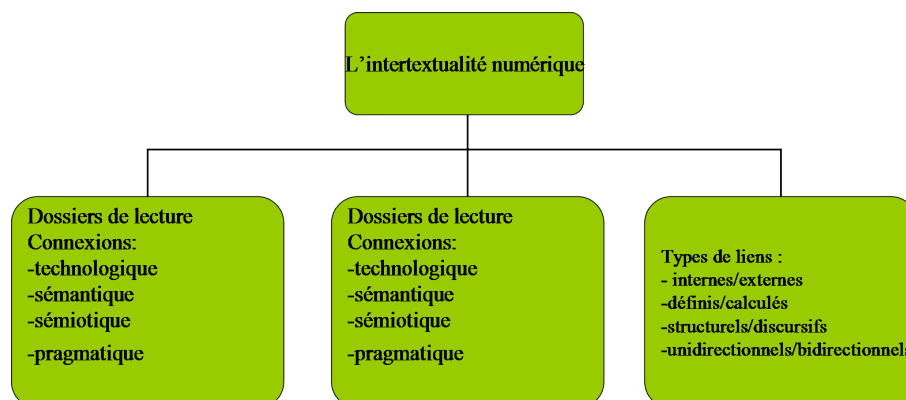 L'intertextualité numérique
Dossiers de lecture
Connexions:
-technologique
-sémantique
-sémiotique
-pragmatique
Dossiers de lecture
Connexions:
-technologique
-sémantique
-sémiotique
-pragmatique
Types de liens :
- internes/externes
-définis/calculés
-structurels/discursifs
-unidirectionnels/bidirectionnels